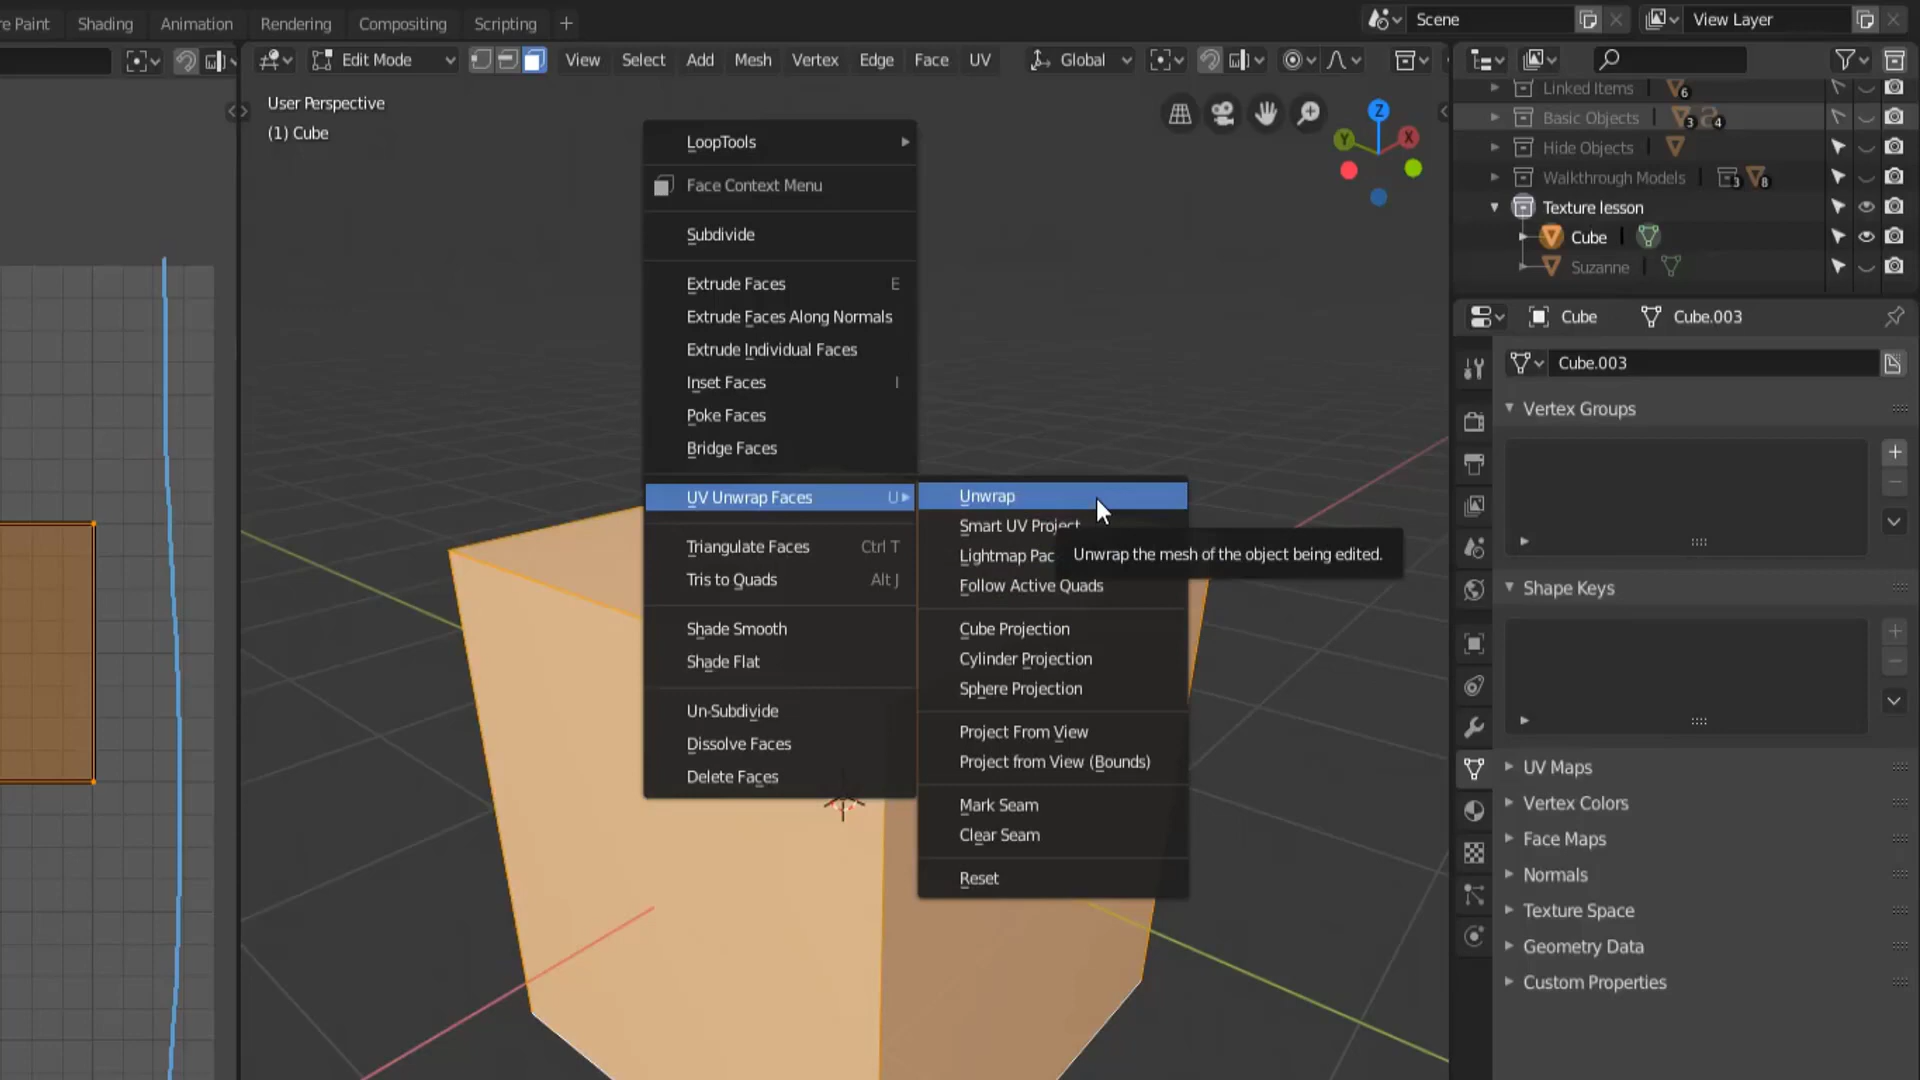 re Paint Shading Animation Rendering Compositing Scripting + Scene View Layer
Edit Mode View Select Add Mesh Vertex Edge Face UV Global
User Perspective
(1) Cube
Z
Y
X
LoopTools
Face Context Menu
Subdivide
Extrude Faces E
Extrude Faces Along Normals
Extrude Individual Faces
Inset Faces I
Poke Faces
Bridge Faces
UV Unwrap Faces U
Triangulate Faces Ctrl T
Tris to Quads Alt J
Shade Smooth
Shade Flat
Un-Subdivide
Dissolve Faces
Delete Faces
Unwrap
Smart UV Project
Lightmap Pac
Unwrap the mesh of the object being edited.
Follow Active Quads
Cube Projection
Cylinder Projection
Sphere Projection
Project From View
Project from View (Bounds)
Mark Seam
Clear Seam
Reset
Linked Items 6
Basic Objects 3 4
Hide Objects
Walkthrough Models 3 8
Texture lesson
Cube
Suzanne
Cube Cube.003
Cube.003
Vertex Groups
Shape Keys
UV Maps
Vertex Colors
Face Maps
Normals
Texture Space
Geometry Data
Custom Properties